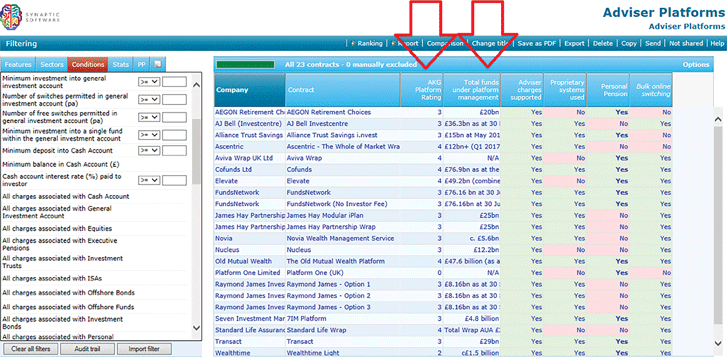 SYNAPTIC
SOFTWARE
Adviser Platforms
Filtering
Ranking Report Comparison Change title Save as PDF Export Delete Copy Send Not shared Help
Features Sectors Conditions Stats PP
All 23 contracts - 0 manually excluded
Options
Minimum investment into general
investment account
>=
Number of switches permitted in general
investment account (pa)
>=
Number of free switches permitted in general
investment account (pa)
>=
Minimum investment into a single fund
within the general investment account
>=
Minimum deposit into Cash Account
>=
Minimum balance in Cash Account (£)
Cash account interest rate (%) paid to
investor
>=
All charges associated with Cash Account
All charges associated with General
Investment Account
All charges associated with Equities
All charges associated with Executive
Pensions
All charges associated with Investment
Trusts
All charges associated with ISAs
All charges associated with Offshore Bonds
All charges associated with Offshore Funds
All charges associated with Investment
Bonds
All charges associated with Personal
Clear all filters Audit trail Import filter
Company Contract AKG Platform Rating Total funds under platform management Adviser charges supported Proprietary systems used Personal Pension Bulk online switching
AEGON Retirement Ch AEGON Retirement Choices 3 £20bn Yes No Yes No
AJ Bell (Investcentre) AJ Bell Investcentre 3 £36.3bn as at 30 Yes Yes Yes Yes
Alliance Trust Savings Alliance Trust Savings i.nvest 3 £15bn at May 201 Yes Yes Yes Yes
Ascentric Ascentric - The Whole of Market Wra 4 £12bn+ (Q1 2017 Yes Yes Yes Yes
Aviva Wrap UK Ltd Aviva Wrap 4 N/A Yes No Yes Yes
Cofunds Ltd Cofunds 4 £76.9bn as at the Yes Yes Yes Yes
Elevate Elevate 4 £49.2bn (combine Yes No Yes Yes
FundsNetwork FundsNetwork 3 £76.16 bn at 30 J Yes Yes Yes Yes
FundsNetwork FundsNetwork (No Investor Fee) 3 £76.16bn at 30 Yes Yes Yes Yes
James Hay Partnership James Hay Modular iPlan 3 £25bn Yes Yes No No
James Hay Partnership James Hay Partnership Wrap 3 £25bn Yes Yes No Yes
Novia Novia Wealth Management Service 3 c. £5.6bn Yes Yes No Yes
Nucleus Nucleus 3 £12.2bn Yes No No Yes
Old Mutual Wealth The Old Mutual Wealth Platform 4 £47.6 billion (as a Yes Yes Yes Yes
Platform One Limited Platform One (UK) 0 N/A Yes No Yes Yes
Raymond James Inves Raymond James - Option 1 3 £8.16bn as at 30 Yes Yes No Yes
Raymond James Inves Raymond James - Option 2 3 £8.16bn as at 30 Yes Yes No Yes
Raymond James Inves Raymond James - Option 3 3 £8.16bn as at 30 Yes Yes No Yes
Seven Investment Mar 7IM Platform 3 £4.8 billion Yes Yes Yes Yes
Standard Life Assuranc Standard Life Wrap 4 Total Wrap AUA £ Yes No No Yes
Transact Transact 3 £29bn Yes Yes Yes Yes
Wealthtime Wealthtime Light 2 c£1.5 billion Yes Yes Yes Yes